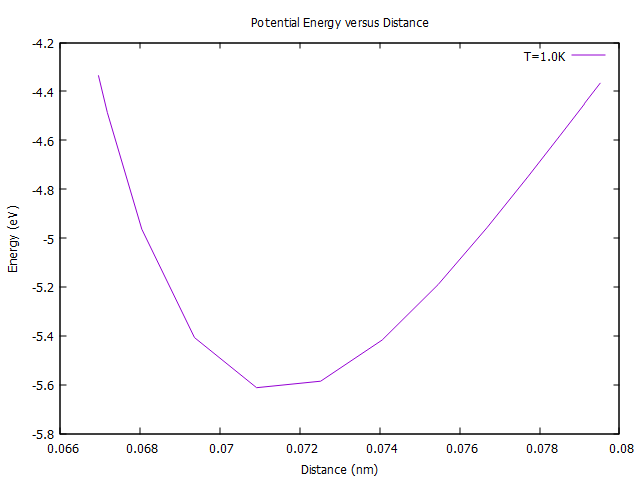 Potential Energy versus Distance
T=1.0K
-4.2
-4.4
-4.6
-4.8
-5
-5.2
-5.4
-5.6
-5.8
Energy (eV)
0.066 0.068 0.07 0.072 0.074 0.076 0.078 0.08
Distance (nm)